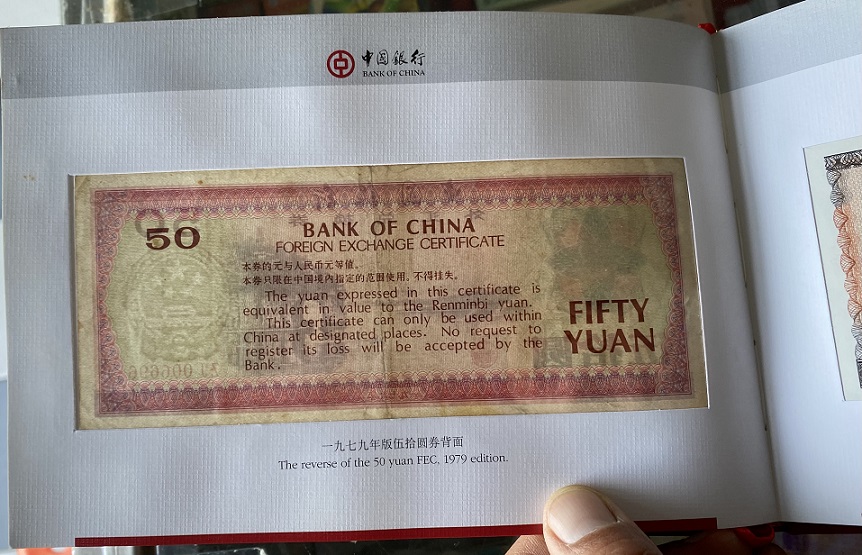 中国银行
BANK OF CHINA
50
BANK OF CHINA
FOREIGN EXCHANGE CERTIFICATE
本券的元与人民币元等值。
本券只限在中国境内指定的范围使用。不得挂失。
The yuan expressed in this certificate is
equivalent in value to the Renminbi yuan.
This certificate can only be used within
China at designated places. No request to
register its loss will be accepted by the
Bank.
FIFTY
YUAN
一九七九年版伍拾圆券背面
The reverse of the 50 yuan FEC, 1979 edition.